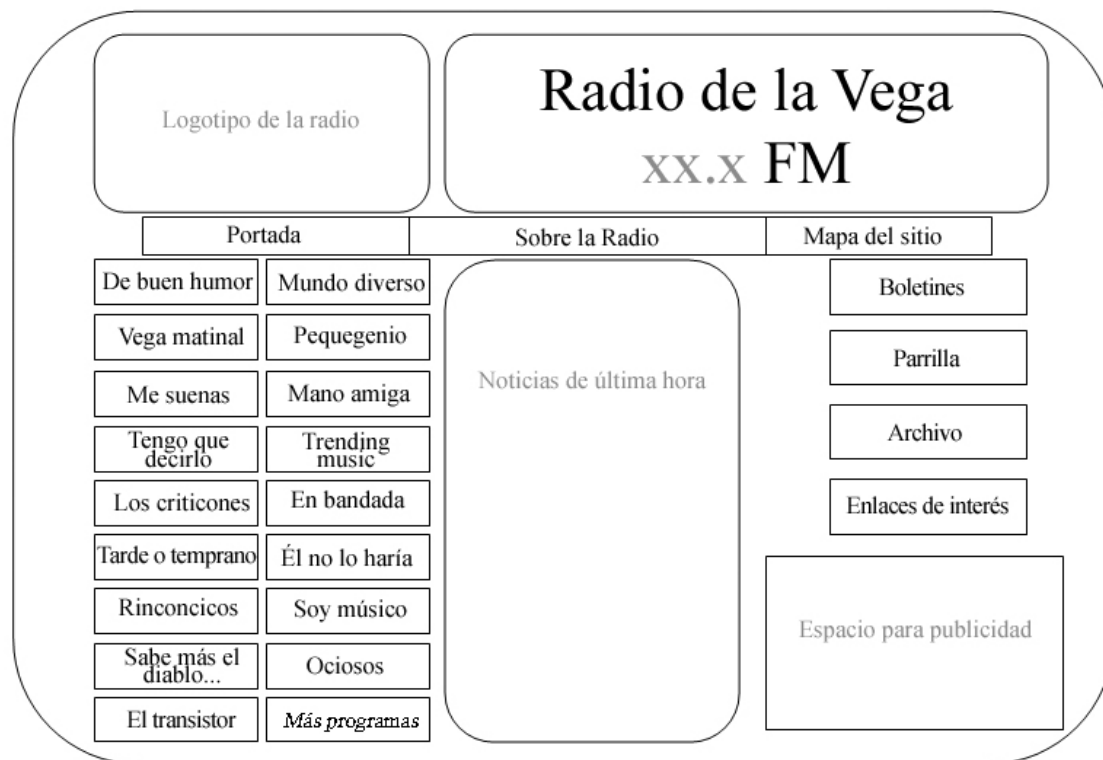 Logotipo de la radio
Radio de la Vega
xx.x FM
Portada
Sobre la Radio
Mapa del sitio
De buen humor
Mundo diverso
Vega matinal
Pequegenio
Me suenas
Mano amiga
Tengo que
decirlo
Trending
music
Los criticones
En bandada
Tarde o temprano
Él no lo haría
Rinconcicos
Soy músico
Sabe más el
diablo...
Ociosos
El transistor
Más programas
Noticias de última hora
Boletines
Parrilla
Archivo
Enlaces de interés
Espacio para publicidad